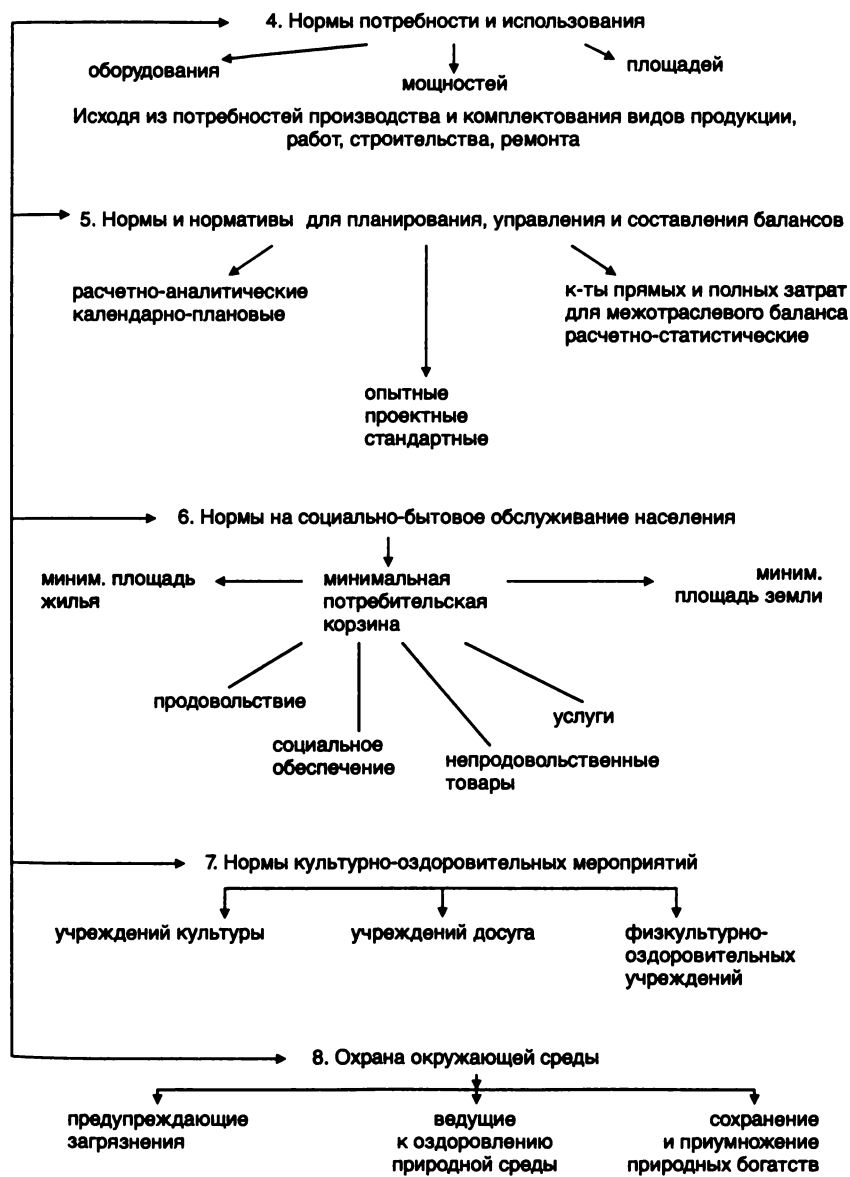 4. Нормы потребности и использования
оборудования
мощностей
площадей
Исходя из потребностей производства и комплектования видов продукции,
работ, строительства, ремонта
5. Нормы и нормативы для планирования, управления и составления балансов
расчетно-аналитические
календарно-плановые
к-ты прямых и полных затрат
для межотраслевого баланса
расчетно-статистические
опытные
проектные
стандартные
6. Нормы на социально-бытовое обслуживание населения
миним. площадь
жилья
минимальная
потребительская
корзина
миним.
площадь земли
продовольствие
социальное
обеспечение
непродовольственные
товары
услуги
7. Нормы культурно-оздоровительных мероприятий
учреждений культуры
учреждений досуга
физкультурно-
оздоровительных
учреждений
8. Охрана окружающей среды
предупреждающие
загрязнения
ведущие
к оздоровлению
природной среды
сохранение
и приумножение
природных богатств